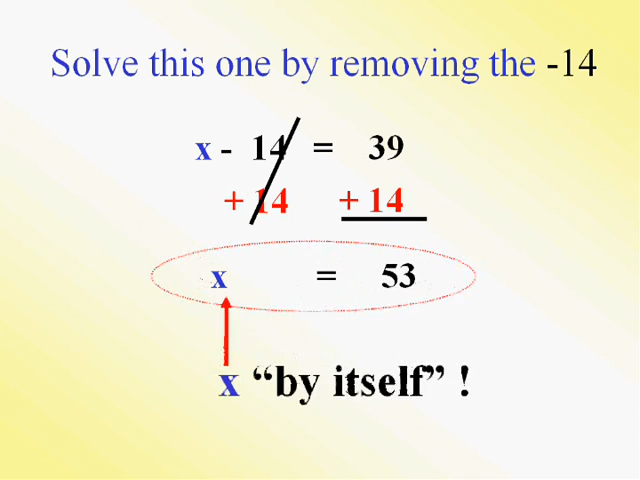 Solve this one by removing the -14
x - 14 = 39
+ 14 + 14
x = 53
x “by itself” !